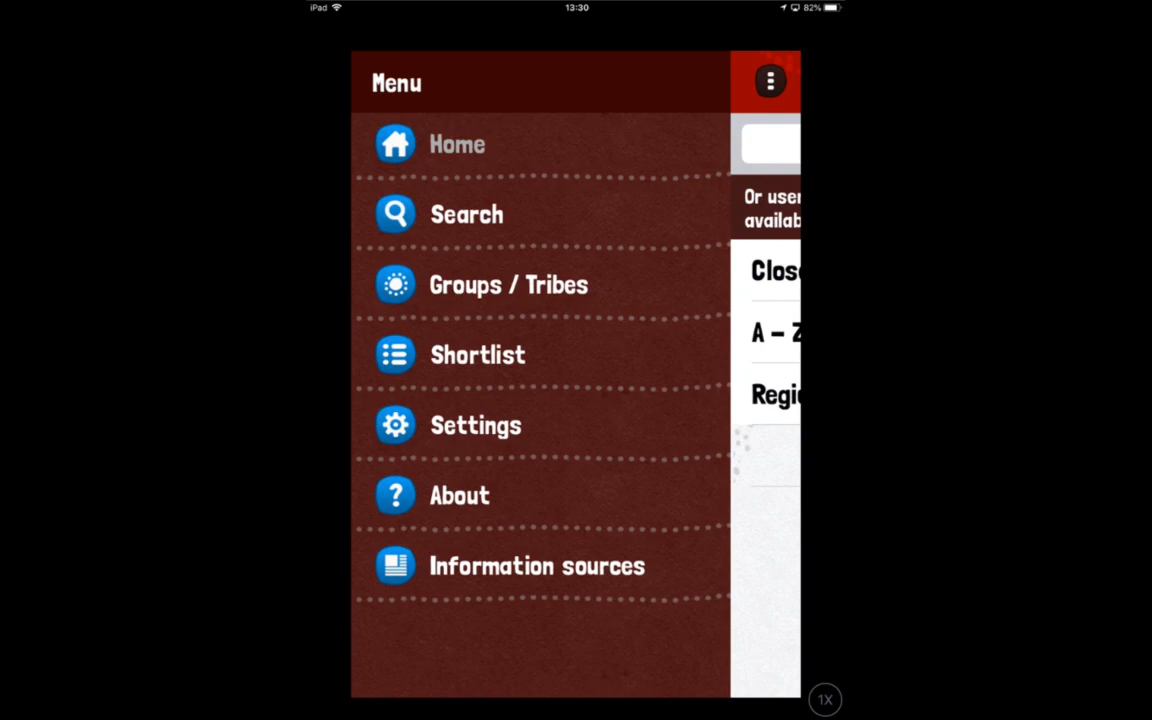 iPad 13:30 82%
Menu
Home
Search
Groups / Tribes
Shortlist
Settings
About
Information sources
Or user
availab
Close
A – Z
Regi
1X